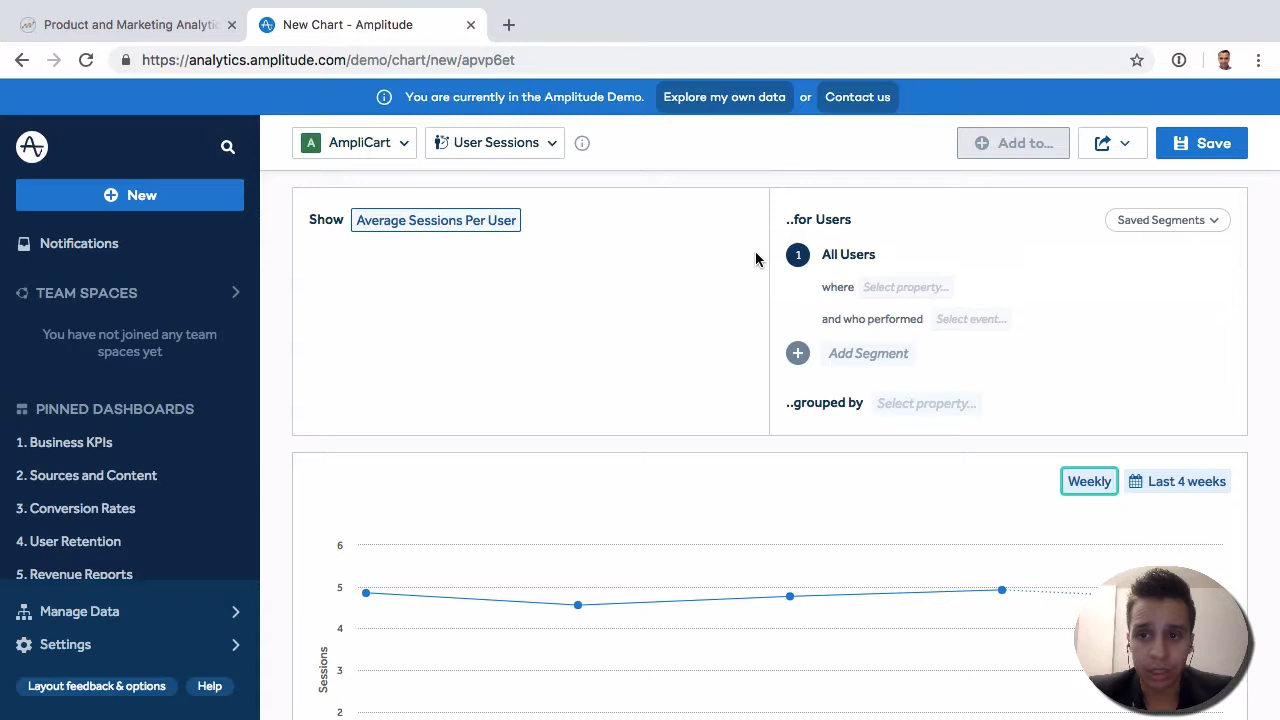 Product and Marketing Analytic
New Chart - Amplitude
https://analytics.amplitude.com/demo/chart/new/apvp6et
You are currently in the Amplitude Demo. Explore my own data or Contact us
A AmpliCart
User Sessions
Add to...
Save
New
Notifications
TEAM SPACES
You have not joined any team
spaces yet
PINNED DASHBOARDS
1. Business KPIs
2. Sources and Content
3. Conversion Rates
4. User Retention
5. Revenue Reports
Manage Data
Settings
Layout feedback & options
Help
Show Average Sessions Per User
..for Users
Saved Segments
1 All Users
where Select property...
and who performed Select event...
Add Segment
..grouped by Select property...
Weekly
Last 4 weeks
6
5
4
3
2
Sessions